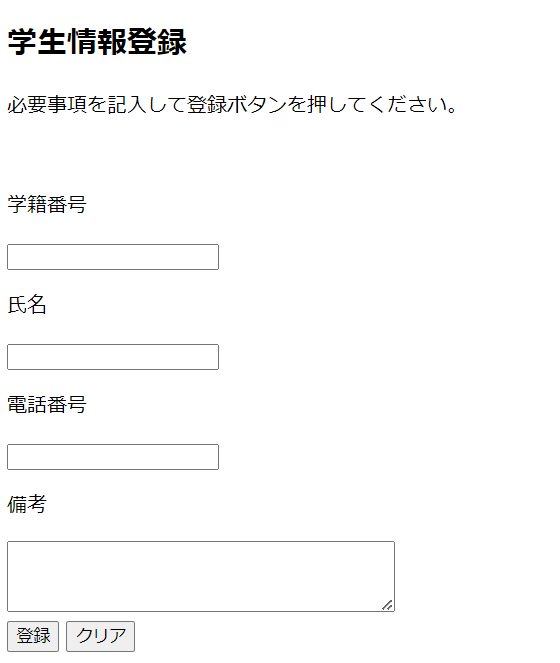 学生情報登録
必要事項を記入して登録ボタンを押してください。
学籍番号
氏名
電話番号
備考
登録 クリア